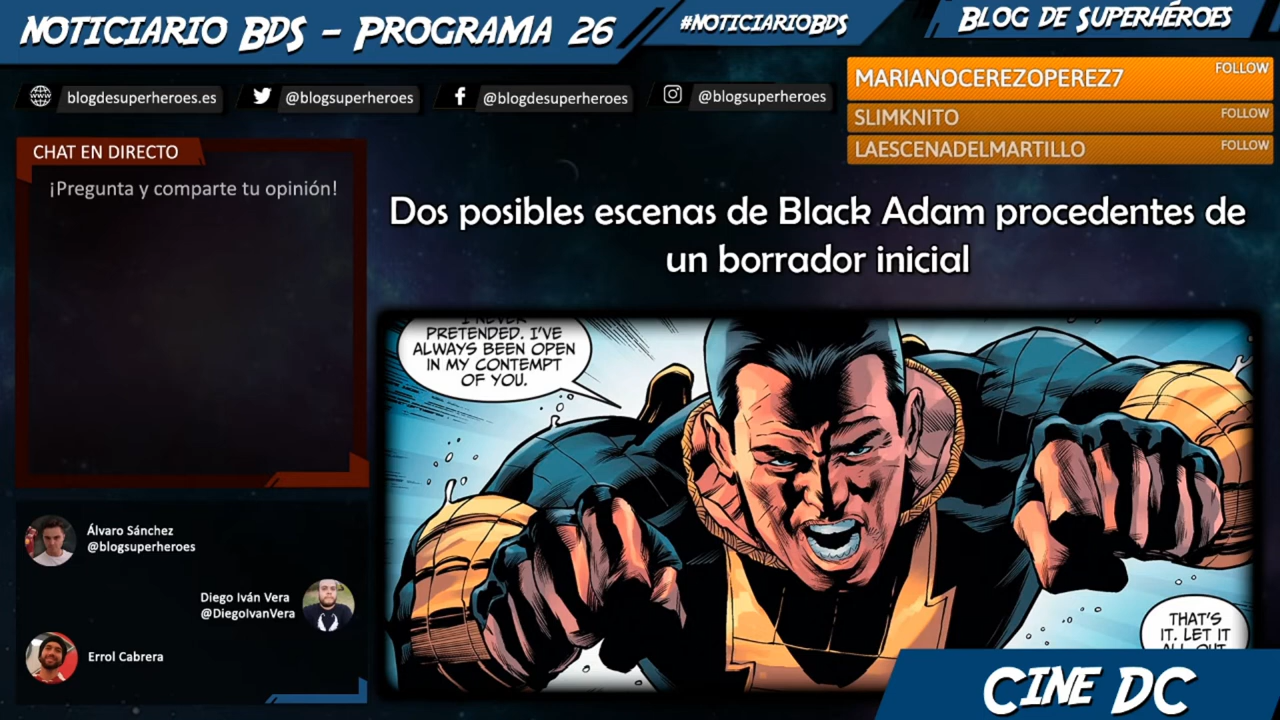 NOTICIARIO BDS – PROGRAMA 26
#NOTICIARIOBDS
BLOG DE SUPERHÉROES
blogdesuperheroes.es
@blogsuperheroes
@blogdesuperheroes
@blogsuperheroes
MARIANOCEREZOPEREZ7 FOLLOW
SLIMKNITO FOLLOW
LAESCENADELMARTILLO FOLLOW
CHAT EN DIRECTO
¡Pregunta y comparte tu opinión!
Dos posibles escenas de Black Adam procedentes de
un borrador inicial
I NEVER
PRETENDED. I'VE
ALWAYS BEEN OPEN
IN MY CONTEMPT
OF YOU.
Álvaro Sánchez
@blogsuperheroes
Diego Iván Vera
@DiegoIvanVera
Errol Cabrera
THAT'S
IT. LET IT
ALL OUT
CINE DC